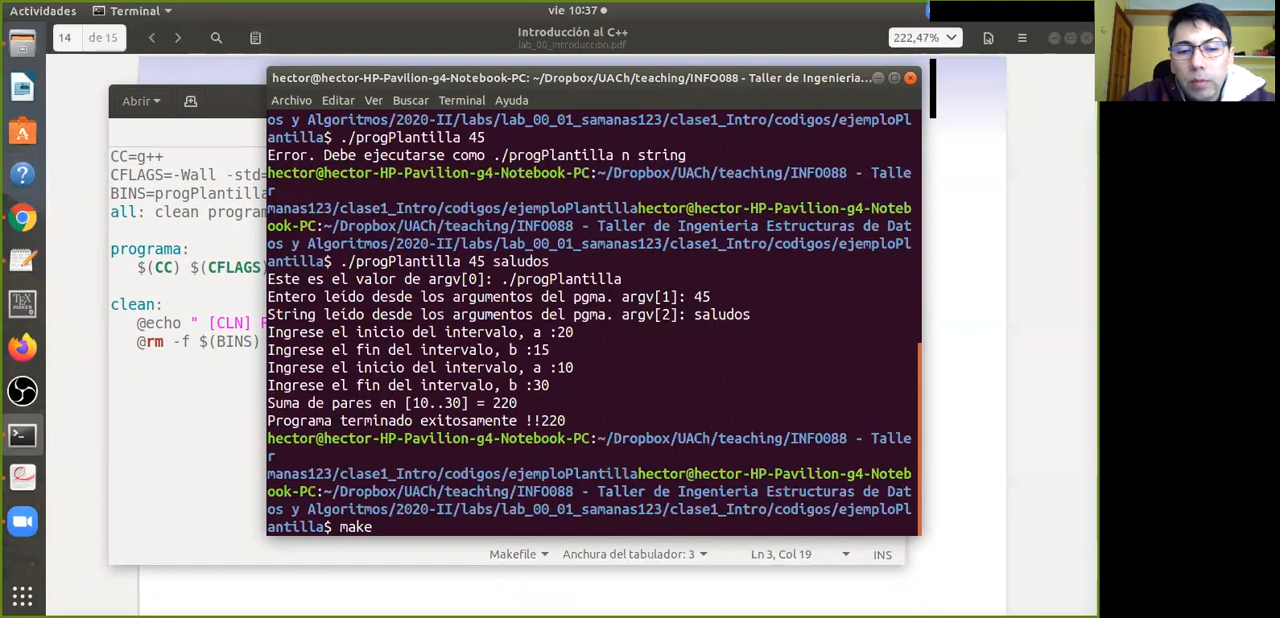 Actividades
Terminal
vie 10:37
14
de 15
Introducción al C++
lab_00_introduccion.pdf
222,47%
Abrir
CC=g++
CFLAGS=-Wall -std=
BINS=progPlantilla
all: clean program
programa:
$(CC) $(CFLAGS)
clean:
@echo " [CLN]
@rm -f $(BINS)
Makefile
Anchura del tabulador: 3
Ln 3, Col 19
INS
hector@hector-HP-Pavilion-g4-Notebook-PC: ~/Dropbox/UACh/teaching/INFO088 - Taller de Ingenieria...
Archivo Editar Ver Buscar Terminal Ayuda
os y Algoritmos/2020-II/labs/lab_00_01_samanas123/clase1_Intro/codigos/ejemploPl
antilla$ ./progPlantilla 45
Error. Debe ejecutarse como ./progPlantilla n string
hector@hector-HP-Pavilion-g4-Notebook-PC:~/Dropbox/UACh/teaching/INFO088 - Talle
r
manas123/clase1_Intro/codigos/ejemploPlantillahector@hector-HP-Pavilion-g4-Noteb
ook-PC:~/Dropbox/UACh/teaching/INFO088 - Taller de Ingenieria Estructuras de Dat
os y Algoritmos/2020-II/labs/lab_00_01_samanas123/clase1_Intro/codigos/ejemploPl
antilla$ ./progPlantilla 45 saludos
Este es el valor de argv[0]: ./progPlantilla
Entero leído desde los argumentos del pgma. argv[1]: 45
String leído desde los argumentos del pgma. argv[2]: saludos
Ingrese el inicio del intervalo, a :20
Ingrese el fin del intervalo, b :15
Ingrese el inicio del intervalo, a :10
Ingrese el fin del intervalo, b :30
Suma de pares en [10..30] = 220
Programa terminado exitosamente !!220
hector@hector-HP-Pavilion-g4-Notebook-PC:~/Dropbox/UACh/teaching/INFO088 - Talle
r
manas123/clase1_Intro/codigos/ejemploPlantillahector@hector-HP-Pavilion-g4-Noteb
ook-PC:~/Dropbox/UACh/teaching/INFO088 - Taller de Ingenieria Estructuras de Dat
os y Algoritmos/2020-II/labs/lab_00_01_samanas123/clase1_Intro/codigos/ejemploPl
antilla$ make